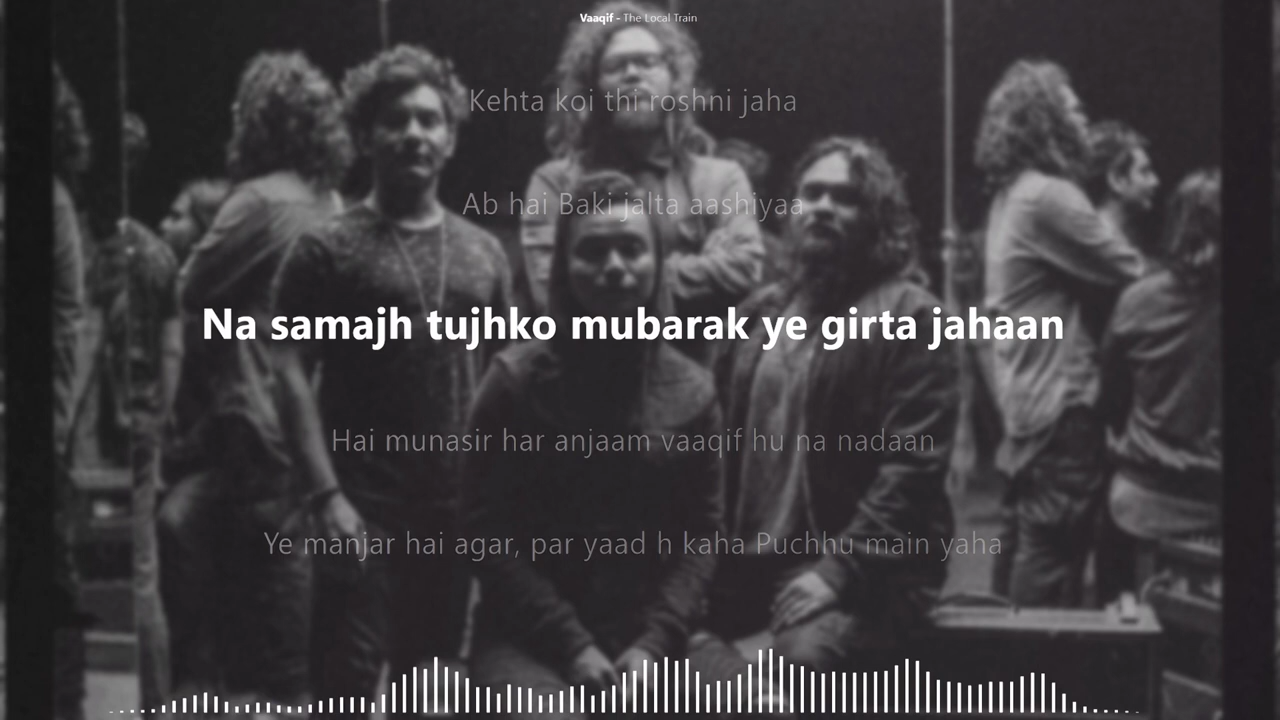 Vaaqif - The Local Train
Kehta koi thi roshni jaha
Ab hai Baki jalta aashiyaa
Na samajh tujhko mubarak ye girta jahaan
Hai munasir har anjaam vaaqif hu na nadaan
Ye manjar hai agar, par yaad h kaha Puchhu main yaha